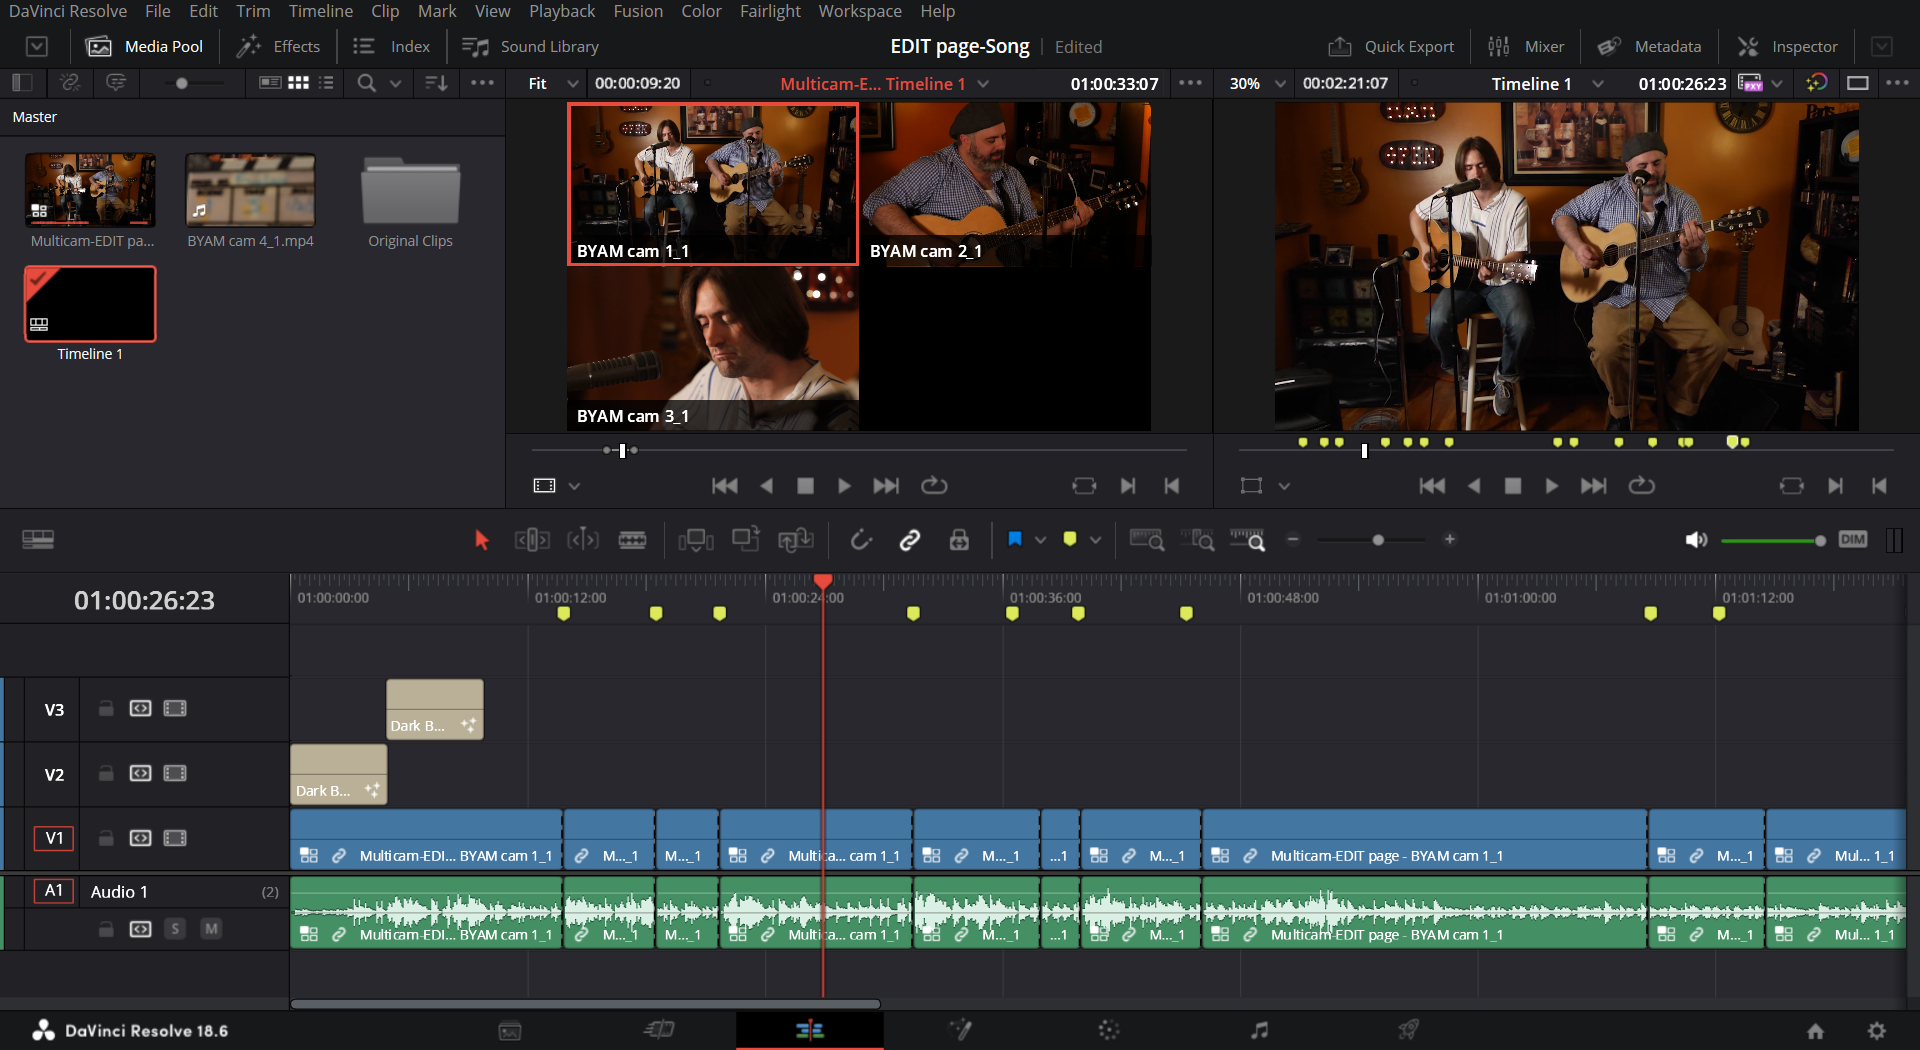 DaVinci Resolve File Edit Trim Timeline Clip Mark View Playback Fusion Color Fairlight Workspace Help
Media Pool Effects Index Sound Library EDIT page-Song Edited Quick Export Mixer Metadata Inspector
Fit 00:00:09:20 Multicam-E... Timeline 1 01:00:33:07 30% 00:02:21:07 Timeline 1 01:00:26:23 PXY
Master
Multicam-EDIT pa...
BYAM cam 4_1.mp4
Original Clips
Timeline 1
BYAM cam 1_1
BYAM cam 2_1
BYAM cam 3_1
OPEN
Paris
DIM
01:00:26:23
01:00:00:00 01:00:12:00 01:00:24:00 01:00:36:00 01:00:48:00 01:01:00:00 01:01:12:00
V3 Dark B...
V2 Dark B...
V1 Multicam-EDI... BYAM cam 1_1 M..._1 M..._1 Multica... cam 1_1 M..._1 ...1 M..._1 Multicam-EDIT page - BYAM cam 1_1 M..._1 Mul... 1_1
A1 Audio 1 (2)
S M Multicam-EDI... BYAM cam 1_1 M..._1 M..._1 Multica... cam 1_1 M..._1 ...1 M..._1 Multicam-EDIT page - BYAM cam 1_1 M..._1 Mul... 1_1
DaVinci Resolve 18.6